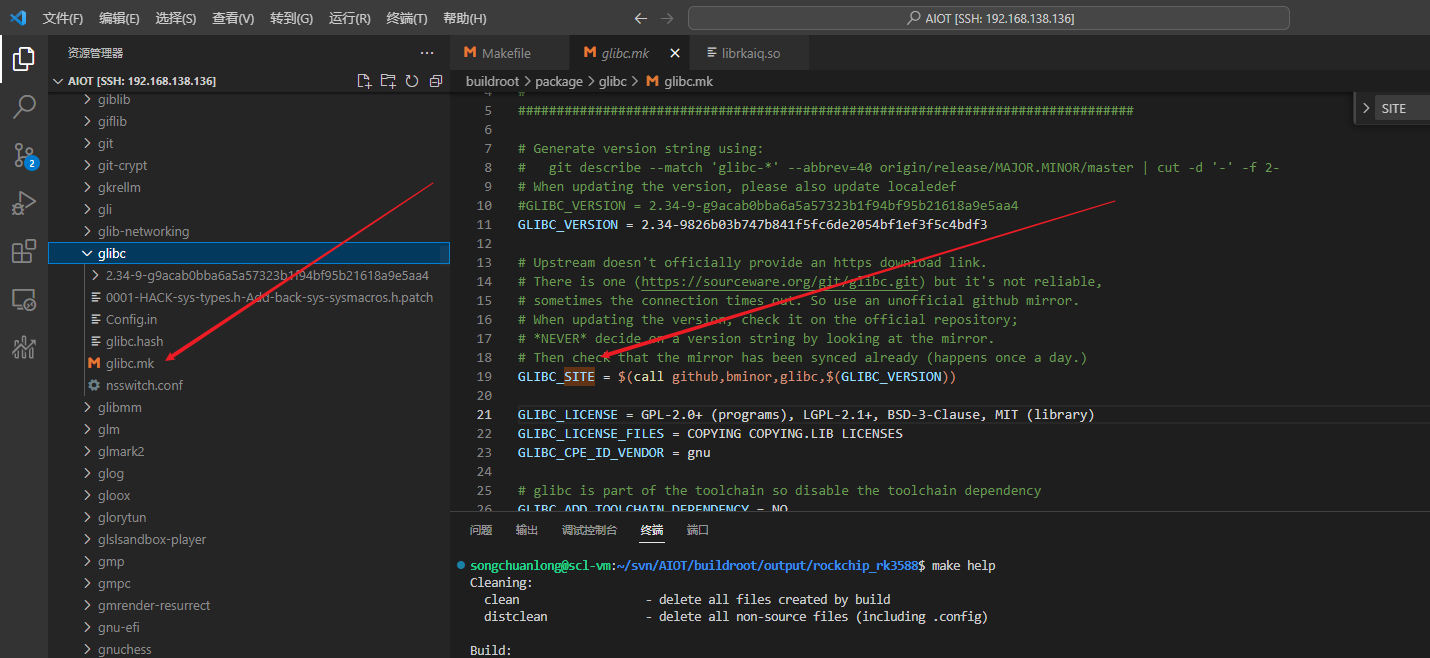 文件(F) 编辑(E) 选择(S) 查看(V) 转到(G) 运行(R) 终端(T) 帮助(H) AIOT [SSH: 192.168.138.136]
资源管理器
AIOT [SSH: 192.168.138.136]
giblib
giflib
git
git-crypt
gkrellm
gli
glib-networking
glibc
2.34-9-g9acab0bba6a5a57323b1f94bf95b21618a9e5aa4
0001-HACK-sys-types.h-Add-back-sys-sysmacros.h.patch
Config.in
glibc.hash
glibc.mk
nsswitch.conf
glibmm
glm
glmark2
glog
gloox
glorytun
glslsandbox-player
gmp
gmpc
gmrender-resurrect
gnu-efi
gnuchess
2
Makefile glibc.mk librkaiq.so
buildroot > package > glibc > glibc.mk
SITE
4 #
5 ################################################################################
6
7 # Generate version string using:
8 #   git describe --match 'glibc-*' --abbrev=40 origin/release/MAJOR.MINOR/master | cut -d '-' -f 2-
9 # When updating the version, please also update localedef
10 #GLIBC_VERSION = 2.34-9-g9acab0bba6a5a57323b1f94bf95b21618a9e5aa4
11 GLIBC_VERSION = 2.34-9826b03b747b841f5fc6de2054bf1ef3f5c4bdf3
12
13 # Upstream doesn't officially provide an https download link.
14 # There is one (https://sourceware.org/git/glibc.git) but it's not reliable,
15 # sometimes the connection times out. So use an unofficial github mirror.
16 # When updating the version, check it on the official repository;
17 # *NEVER* decide on a version string by looking at the mirror.
18 # Then check that the mirror has been synced already (happens once a day.)
19 GLIBC_SITE = $(call github,bminor,glibc,$(GLIBC_VERSION))
20
21 GLIBC_LICENSE = GPL-2.0+ (programs), LGPL-2.1+, BSD-3-Clause, MIT (library)
22 GLIBC_LICENSE_FILES = COPYING COPYING.LIB LICENSES
23 GLIBC_CPE_ID_VENDOR = gnu
24
25 # glibc is part of the toolchain so disable the toolchain dependency
26 GLIBC_ADD_TOOLCHAIN_DEPENDENCY = NO
问题 输出 调试控制台 终端 端口
songchuanlong@scl-vm:~/svn/AIOT/buildroot/output/rockchip_rk3588$ make help
Cleaning:
clean - delete all files created by build
distclean - delete all non-source files (including .config)
Build: